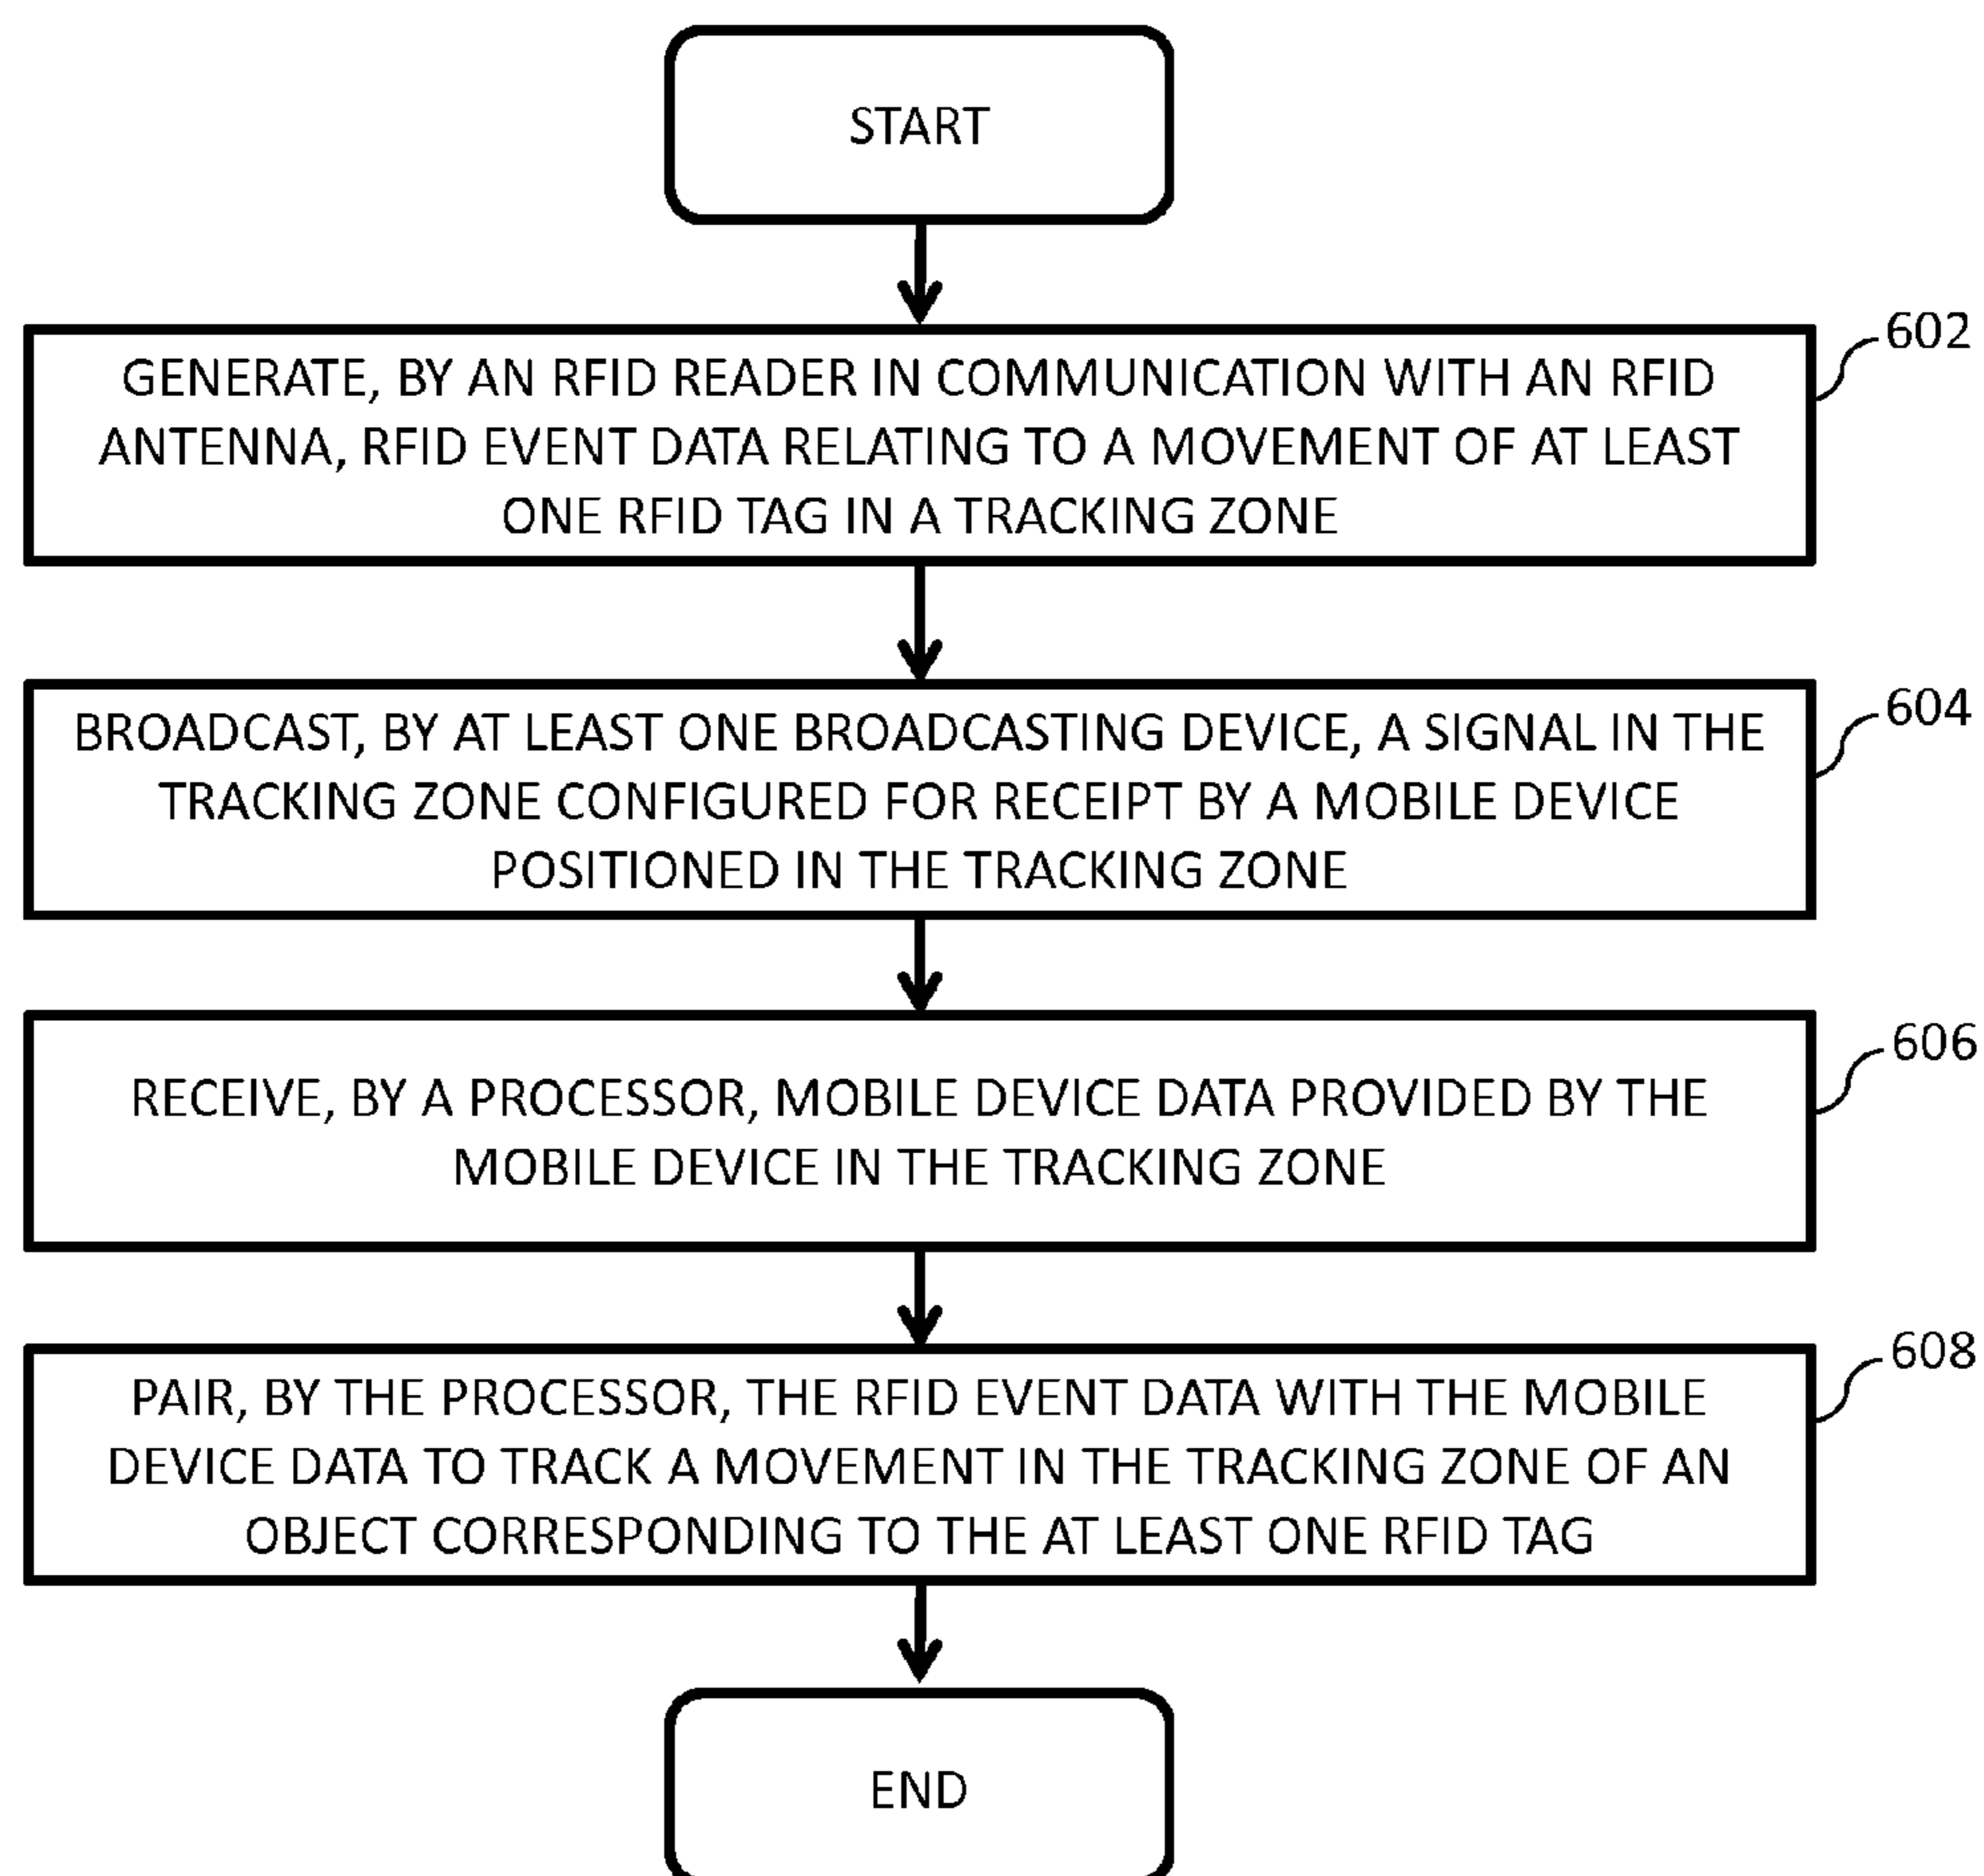 START
602
GENERATE, BY AN RFID READER IN COMMUNICATION WITH AN RFID
ANTENNA, RFID EVENT DATA RELATING TO A MOVEMENT OF AT LEAST
ONE RFID TAG IN A TRACKING ZONE
604
BROADCAST, BY AT LEAST ONE BROADCASTING DEVICE, A SIGNAL IN THE
TRACKING ZONE CONFIGURED FOR RECEIPT BY A MOBILE DEVICE
POSITIONED IN THE TRACKING ZONE
606
RECEIVE, BY A PROCESSOR, MOBILE DEVICE DATA PROVIDED BY THE
MOBILE DEVICE IN THE TRACKING ZONE
608
PAIR, BY THE PROCESSOR, THE RFID EVENT DATA WITH THE MOBILE
DEVICE DATA TO TRACK A MOVEMENT IN THE TRACKING ZONE OF AN
OBJECT CORRESPONDING TO THE AT LEAST ONE RFID TAG
END